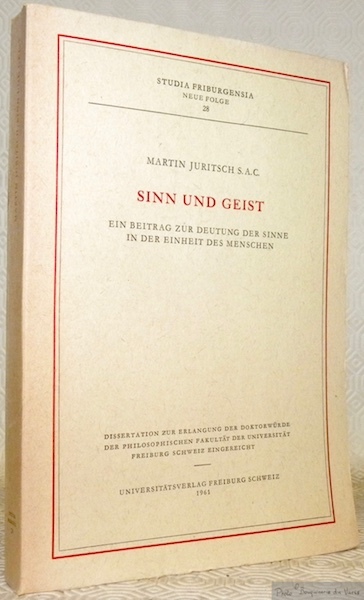 STUDIA FRIBURGENSIA
NEUE FOLGE
28
MARTIN JURITSCH S.A.C.
SINN UND GEIST
EIN BEITRAG ZUR DEUTUNG DER SINNE
IN DER EINHEIT DES MENSCHEN
DISSERTATION ZUR ERLANGUNG DER DOKTORWÜRDE
DER PHILOSOPHISCHEN FAKULTÄT DER UNIVERSITÄT
FREIBURG SCHWEIZ EINGEREICHT
UNIVERSITÄTSVERLAG FREIBURG SCHWEIZ
1961